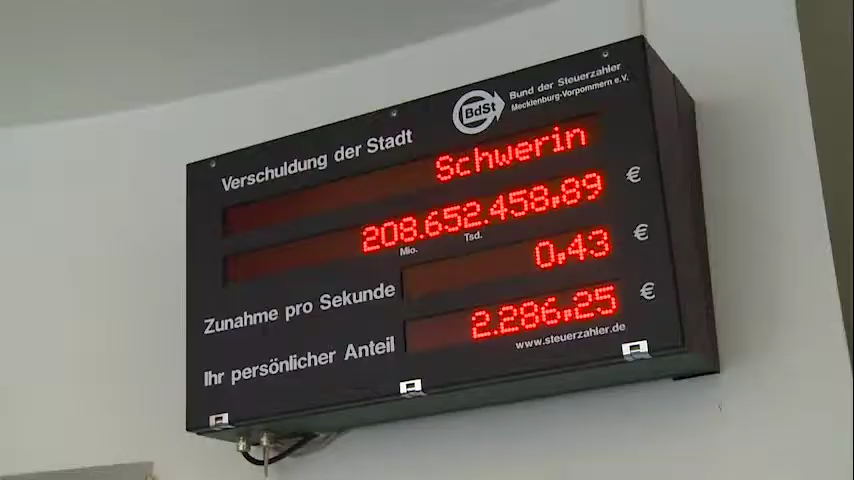 BdSt
Bund der Steuerzahler
Mecklenburg-Vorpommern e.V.
Verschuldung der Stadt
Schwerin
208.652.458,89 €
Mio. Tsd.
Zunahme pro Sekunde 0,43 €
Ihr persönlicher Anteil 2.286,25 €
www.steuerzahler.de